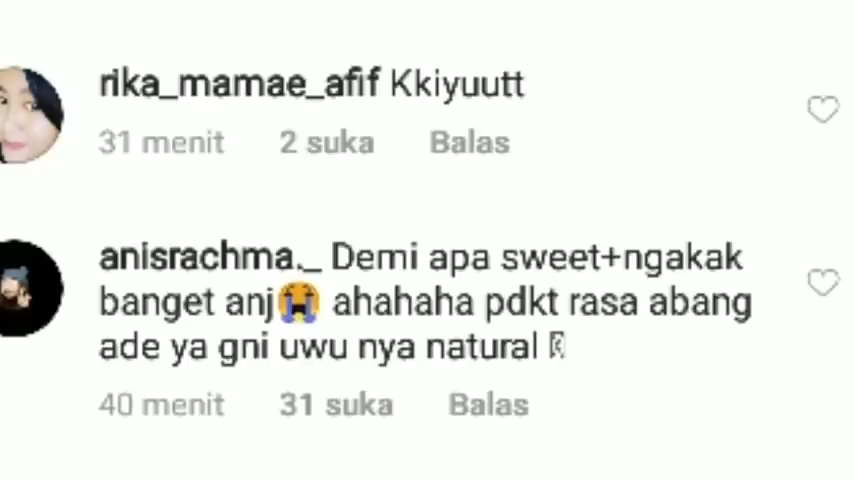 rika_mamae_afif Kkiyuutt
31 menit 2 suka Balas
anisrachma._ Demi apa sweet+ngakak
banget anj😭 ahahaha pdkt rasa abang
ade ya gni uwu nya natural
40 menit 31 suka Balas